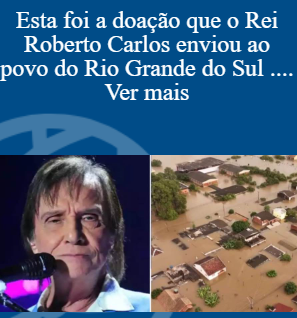 Esta foi a doação que o Rei
Roberto Carlos enviou ao
povo do Rio Grande do Sul ....
Ver mais